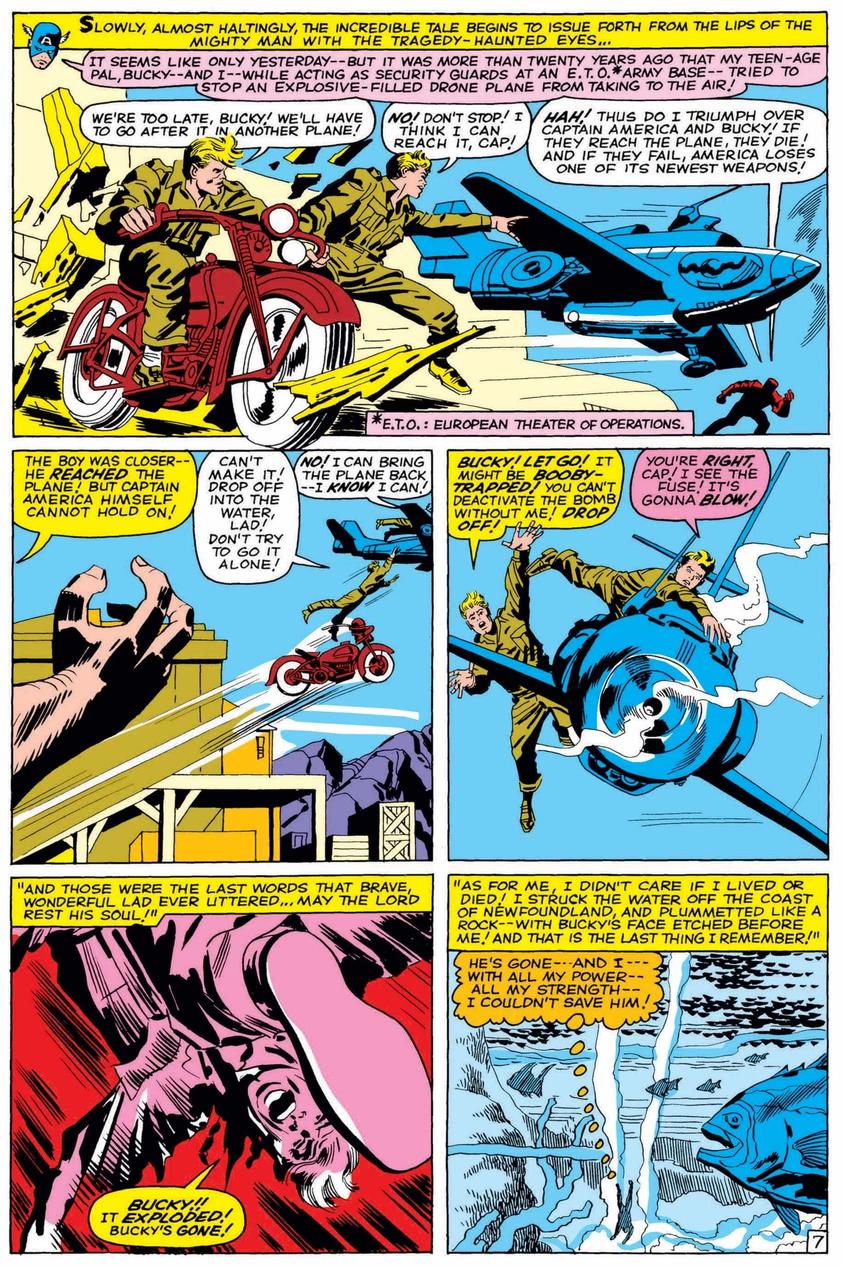 SLOWLY, ALMOST HALTINGLY, THE INCREDIBLE TALE BEGINS TO ISSUE FORTH FROM THE LIPS OF THE
MIGHTY MAN WITH THE TRAGEDY-HAUNTED EYES...
A
IT SEEMS LIKE ONLY YESTERDAY--BUT IT WAS MORE THAN TWENTY YEARS AGO THAT MY TEEN-AGE
PAL, BUCKY--AND I--WHILE ACTING AS SECURITY GUARDS AT AN E.T.O.* ARMY BASE--TRIED TO
STOP AN EXPLOSIVE-FILLED DRONE PLANE FROM TAKING TO THE AIR!
WE'RE TOO LATE, BUCKY! WE'LL HAVE
TO GO AFTER IT IN ANOTHER PLANE!
NO! DON'T STOP! I
THINK I CAN
REACH IT, CAP!
HAH! THUS DO I TRIUMPH OVER
CAPTAIN AMERICA AND BUCKY! IF
THEY REACH THE PLANE, THEY DIE!
AND IF THEY FAIL, AMERICA LOSES
ONE OF ITS NEWEST WEAPONS!
*E.T.O.: EUROPEAN THEATER OF OPERATIONS.
THE BOY WAS CLOSER--
HE REACHED THE
PLANE! BUT CAPTAIN
AMERICA HIMSELF
CANNOT HOLD ON!
CAN'T
MAKE IT!
DROP OFF
INTO THE
WATER,
LAD!
DON'T TRY
TO GO IT
ALONE!
NO! I CAN BRING
THE PLANE BACK
--I KNOW I CAN!
BUCKY! LET GO! IT
MIGHT BE BOOBY-
TRAPPED! YOU CAN'T
DEACTIVATE THE BOMB
WITHOUT ME! DROP
OFF!
YOU'RE RIGHT,
CAP! I SEE THE
FUSE! IT'S
GONNA BLOW!
"AND THOSE WERE THE LAST WORDS THAT BRAVE,
WONDERFUL LAD EVER UTTERED... MAY THE LORD
REST HIS SOUL!"
BUCKY!!
IT EXPLODED!
BUCKY'S GONE!
"AS FOR ME, I DIDN'T CARE IF I LIVED OR
DIED! I STRUCK THE WATER OFF THE COAST
OF NEWFOUNDLAND, AND PLUMMETTED LIKE A
ROCK--WITH BUCKY'S FACE ETCHED BEFORE
ME! AND THAT IS THE LAST THING I REMEMBER!"
HE'S GONE---AND I---
WITH ALL MY POWER--
ALL MY STRENGTH--
I COULDN'T SAVE HIM!
7